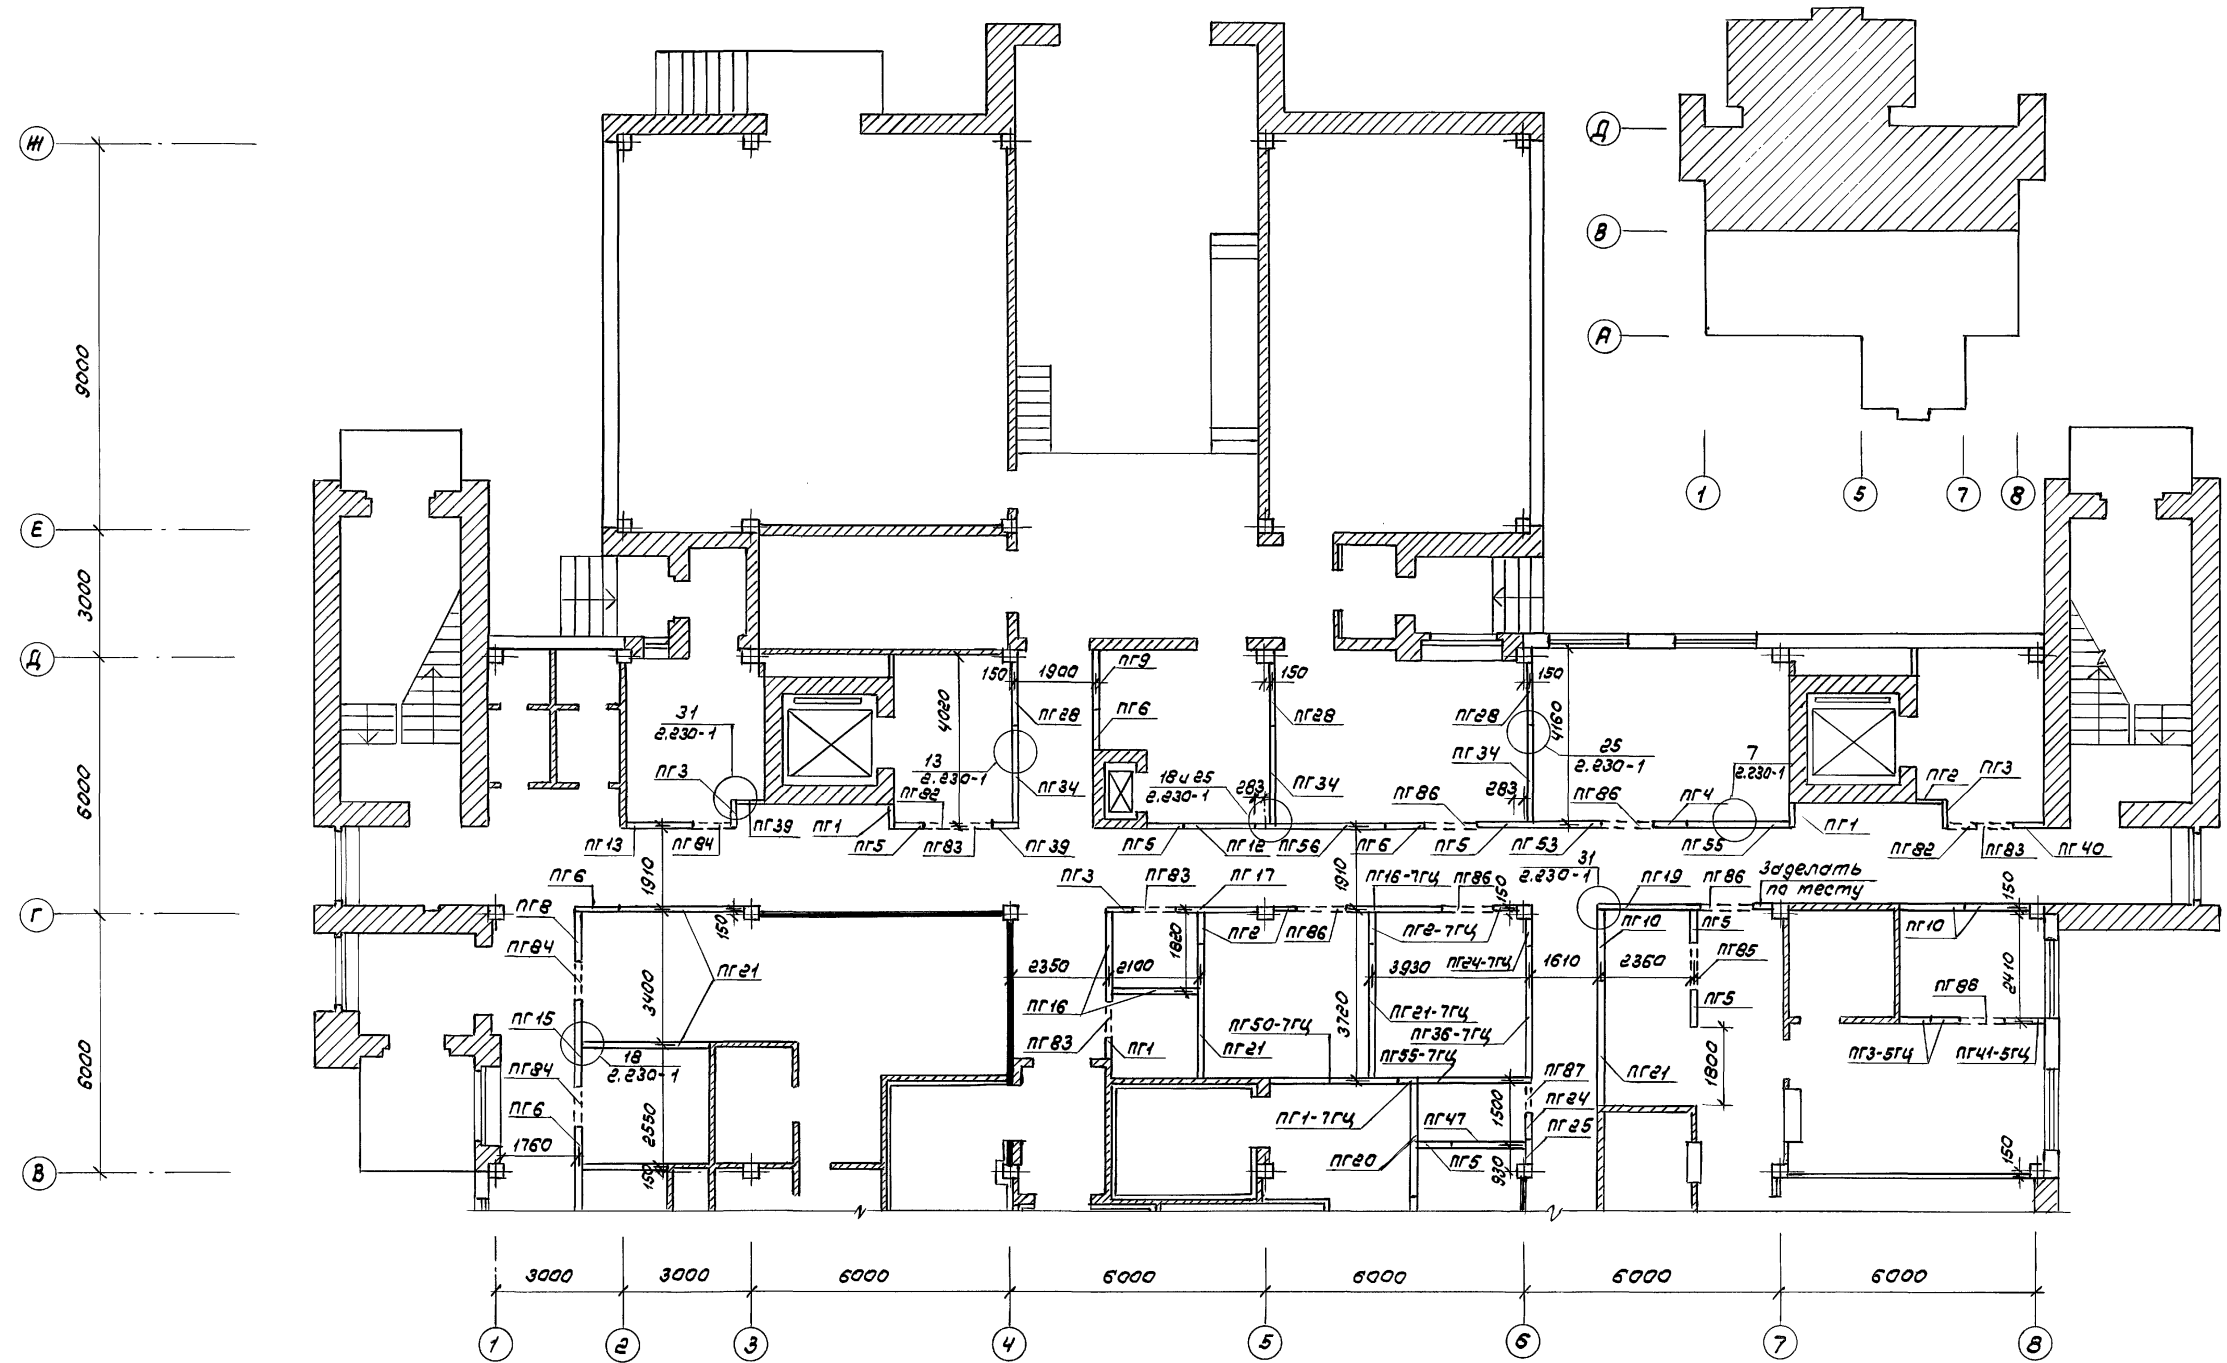 Ж
Д
В
А
9000
1
5
7
8
Е
3000
Д
150
1900
ПГ9
150
150
4020
4160
31
2.230-1
ПГ28
ПГ6
ПГ28
ПГ28
25
2.230-1
7
2.230-1
6000
ПГ3
13
2.230-1
ПГ34
18 и 25
2.230-1
283
ПГ34
ПГ34
283
ПГ2
ПГ3
ПГ82
ПГ86
ПГ86
ПГ4
ПГ13
ПГ84
ПГ39
ПГ1
ПГ5
ПГ83
ПГ39
ПГ5
ПГ12
ПГ56
ПГ6
ПГ5
ПГ53
ПГ55
ПГ1
ПГ82
ПГ83
ПГ40
31
2.230-1
Заделать
по месту
ПГ6
1910
ПГ3
ПГ83
ПГ17
1910
ПГ16-7гц
ПГ86
150
ПГ19
ПГ86
150
Г
ПГ8
150
1820
ПГ2
ПГ86
ПГ2-7гц
ПГ10
ПГ5
ПГ10
ПГ84
ПГ21
2350
2100
3930
ПГ24-7гц
1610
2360
ПГ85
3400
2410
ПГ88
ПГ15
ПГ16
3720
ПГ21-7гц
ПГ5
ПГ50-7гц
ПГ36-7гц
ПГ83
ПГ1
ПГ21
ПГ55-7гц
ПГ3-5гц
ПГ41-5гц
18
2.230-1
6000
ПГ84
ПГ87
ПГ21
1800
ПГ6
2550
ПГ1-7гц
ПГ47
1500
ПГ24
ПГ25
1760
150
ПГ20
ПГ5
930
150
В
3000
3000
6000
6000
6000
6000
6000
1
2
3
4
5
6
7
8